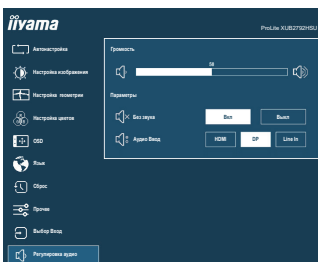 iiyama
ProLite XUB2792HSU
Автонастройка
Настройка изображения
Настройка геометрии
Настройка цветов
OSD
Язык
Сброс
Прочее
Выбор Вход
Регулировка аудио
Громкость
50
Параметры
Без звука
Вкл
Выкл
Аудио Вход
HDMI
DP
Line In